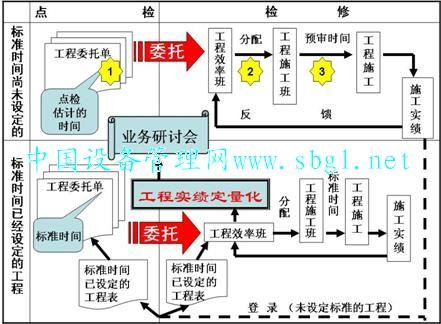 点 检
检 修
标准时间尚未设定的
工程委托单
1
点检
估计的
时间
委托
工程效率班
分配
2
工程施工班
预审时间
3
工程施工
施工实绩
反 馈
业务研讨会
中国设备管理网www.sbgl.net
标准时间已经设定的工程
工程委托单
标准时间
工程实绩定量化
委托
工程效率班
分配
工程施工班
标准时间
工程施工
施工实绩
标准时间
已设定的
工程表
标准时间
已设定的
工程表
登 录 (未设定标准的工程)